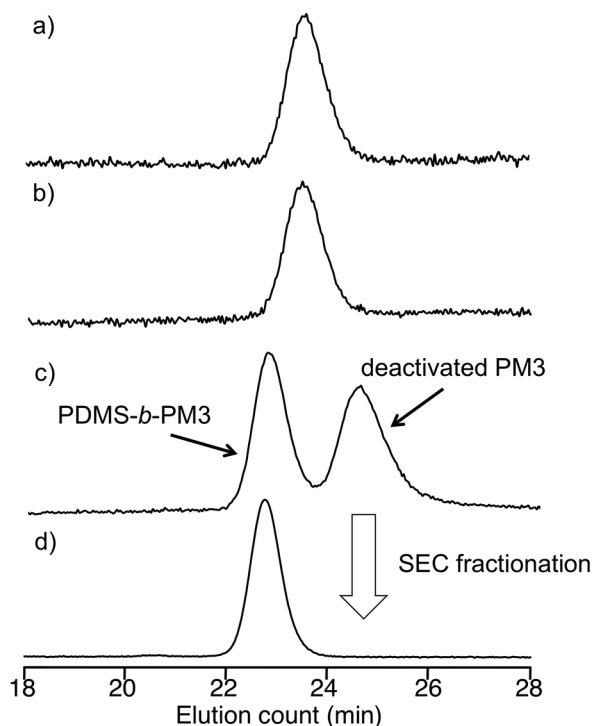 a)
b)
c)
deactivated PM3
PDMS-b-PM3
d)
SEC fractionation
18 20 22 24 26 28
Elution count (min)